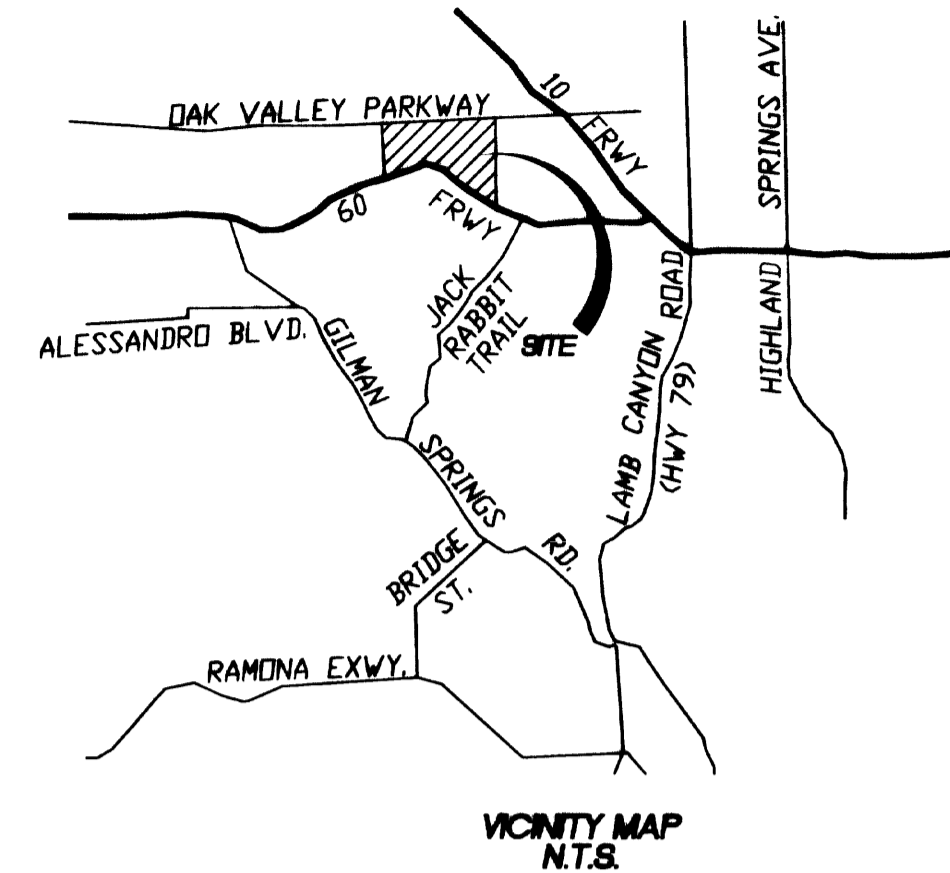 10
FRWY
OAK VALLEY PARKWAY
SPRINGS AVE.
HIGHLAND
60
FRWY
JACK
RABBIT
TRAIL
SITE
ALESSANDRO BLVD.
GILMAN
SPRINGS
RD.
LAMB CANYON ROAD
(HWY 79)
BRIDGE
ST.
RAMONA EXWY.
VICINITY MAP
N.T.S.